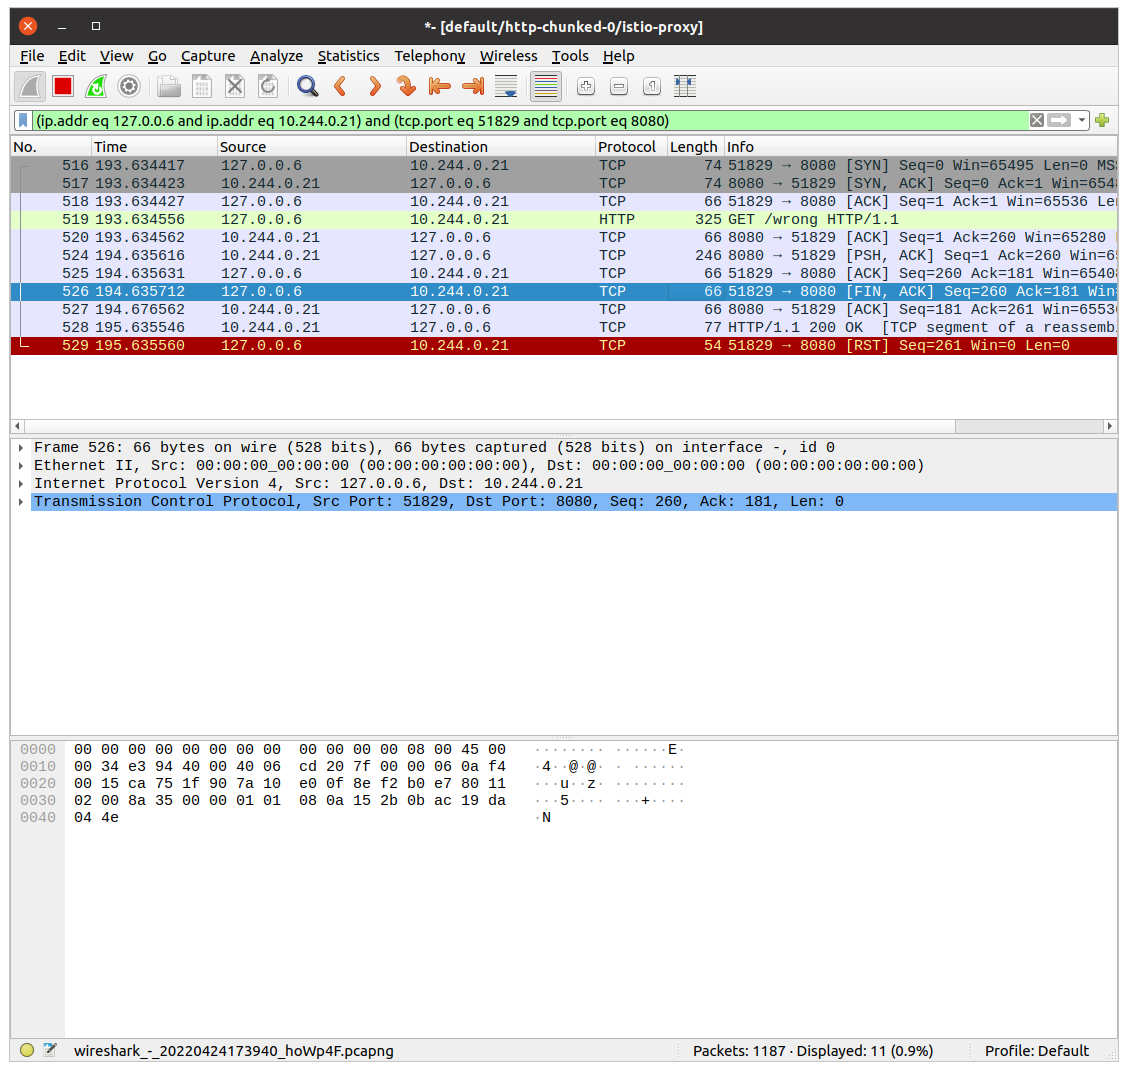 *- [default/http-chunked-0/istio-proxy]
File Edit View Go Capture Analyze Statistics Telephony Wireless Tools Help
(ip.addr eq 127.0.0.6 and ip.addr eq 10.244.0.21) and (tcp.port eq 51829 and tcp.port eq 8080)
No. Time Source Destination Protocol Length Info
516 193.634417 127.0.0.6 10.244.0.21 TCP 74 51829 → 8080 [SYN] Seq=0 Win=65495 Len=0 MS
517 193.634423 10.244.0.21 127.0.0.6 TCP 74 8080 → 51829 [SYN, ACK] Seq=0 Ack=1 Win=654
518 193.634427 127.0.0.6 10.244.0.21 TCP 66 51829 → 8080 [ACK] Seq=1 Ack=1 Win=65536 Le
519 193.634556 127.0.0.6 10.244.0.21 HTTP 325 GET /wrong HTTP/1.1
520 193.634562 10.244.0.21 127.0.0.6 TCP 66 8080 → 51829 [ACK] Seq=1 Ack=260 Win=65280
524 194.635616 10.244.0.21 127.0.0.6 TCP 246 8080 → 51829 [PSH, ACK] Seq=1 Ack=260 Win=65
525 194.635631 127.0.0.6 10.244.0.21 TCP 66 51829 → 8080 [ACK] Seq=260 Ack=181 Win=6540
526 194.635712 127.0.0.6 10.244.0.21 TCP 66 51829 → 8080 [FIN, ACK] Seq=260 Ack=181 Win=
527 194.676562 10.244.0.21 127.0.0.6 TCP 66 8080 → 51829 [ACK] Seq=181 Ack=261 Win=6553
528 195.635546 10.244.0.21 127.0.0.6 TCP 77 HTTP/1.1 200 OK [TCP segment of a reassemb
529 195.635560 127.0.0.6 10.244.0.21 TCP 54 51829 → 8080 [RST] Seq=261 Win=0 Len=0
Frame 526: 66 bytes on wire (528 bits), 66 bytes captured (528 bits) on interface -, id 0
Ethernet II, Src: 00:00:00_00:00:00 (00:00:00:00:00:00), Dst: 00:00:00_00:00:00 (00:00:00:00:00:00)
Internet Protocol Version 4, Src: 127.0.0.6, Dst: 10.244.0.21
Transmission Control Protocol, Src Port: 51829, Dst Port: 8080, Seq: 260, Ack: 181, Len: 0
0000 00 00 00 00 00 00 00 00 00 00 00 00 08 00 45 00 ········ ······E·
0010 00 34 e3 94 40 00 40 06 cd 20 7f 00 00 06 0a f4 ·4··@·@· · ······
0020 00 15 ca 75 1f 90 7a 10 e0 0f 8e f2 b0 e7 80 11 ···u··z· ········
0030 02 00 8a 35 00 00 01 01 08 0a 15 2b 0b ac 19 da ···5···· ···+····
0040 04 4e ·N
wireshark_-_20220424173940_hoWp4F.pcapng Packets: 1187 · Displayed: 11 (0.9%) Profile: Default